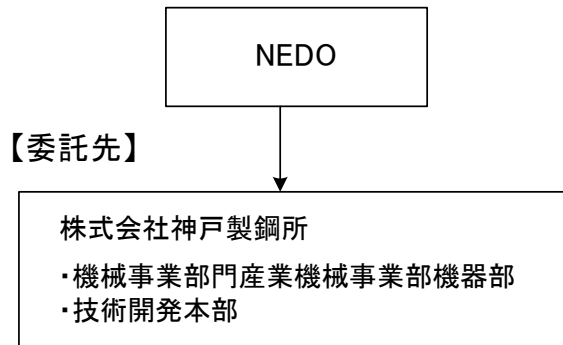 NEDO
【委託先】
株式会社神戸製鋼所
・機械事業部門産業機械事業部機器部
・技術開発本部